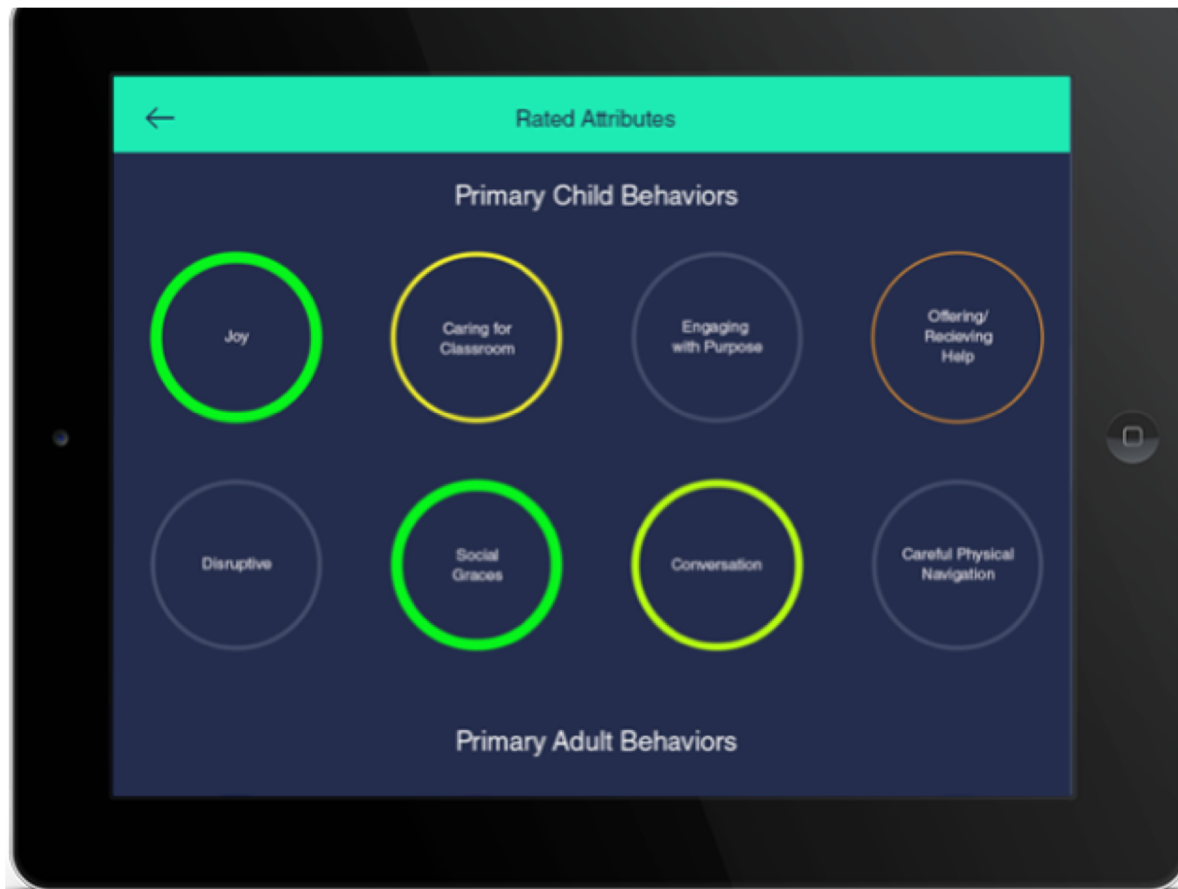 Rated Attributes
Primary Child Behaviors
Joy
Caring for
Classroom
Engaging
with Purpose
Offering/
Recieving
Help
Disruptive
Social
Graces
Conversation
Careful Physical
Navigation
Primary Adult Behaviors